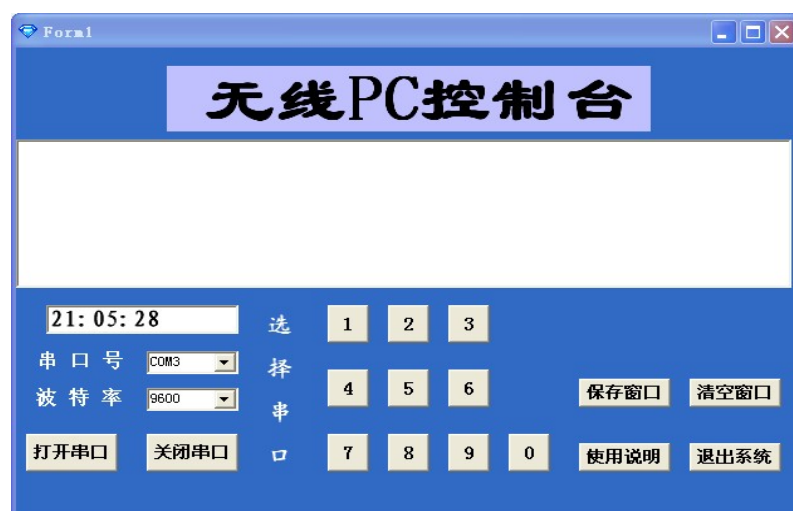 Form1
无线PC控制台
21:05:28
选择串口
1 2 3
串口号 COM3
波特率 9600
4 5 6
保存窗口 清空窗口
打开串口 关闭串口
7 8 9 0
使用说明 退出系统